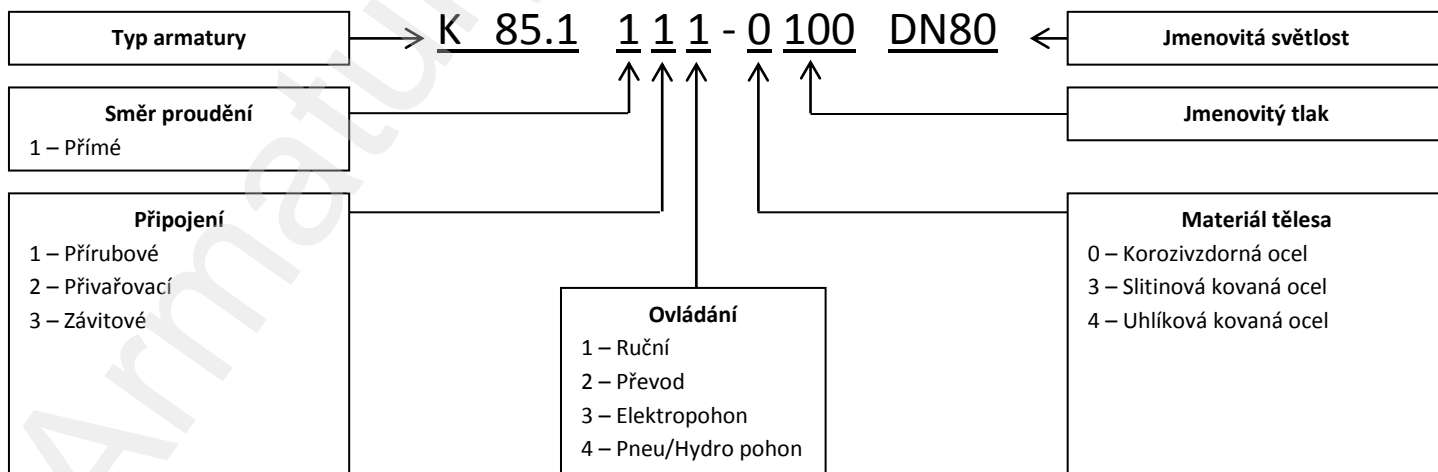 Typ armatury
K 85.1 1 1 1 - 0 100 DN80
Jmenovitá světlost
Směr proudění
1 – Přímé
Jmenovitý tlak
Připojení
1 – Přírubové
2 – Přivařovací
3 – Závitové
Ovládání
1 – Ruční
2 – Převod
3 – Elektropohon
4 – Pneu/Hydro pohon
Materiál tělesa
0 – Korozivzdorná ocel
3 – Slitinová kovaná ocel
4 – Uhlíková kovaná ocel